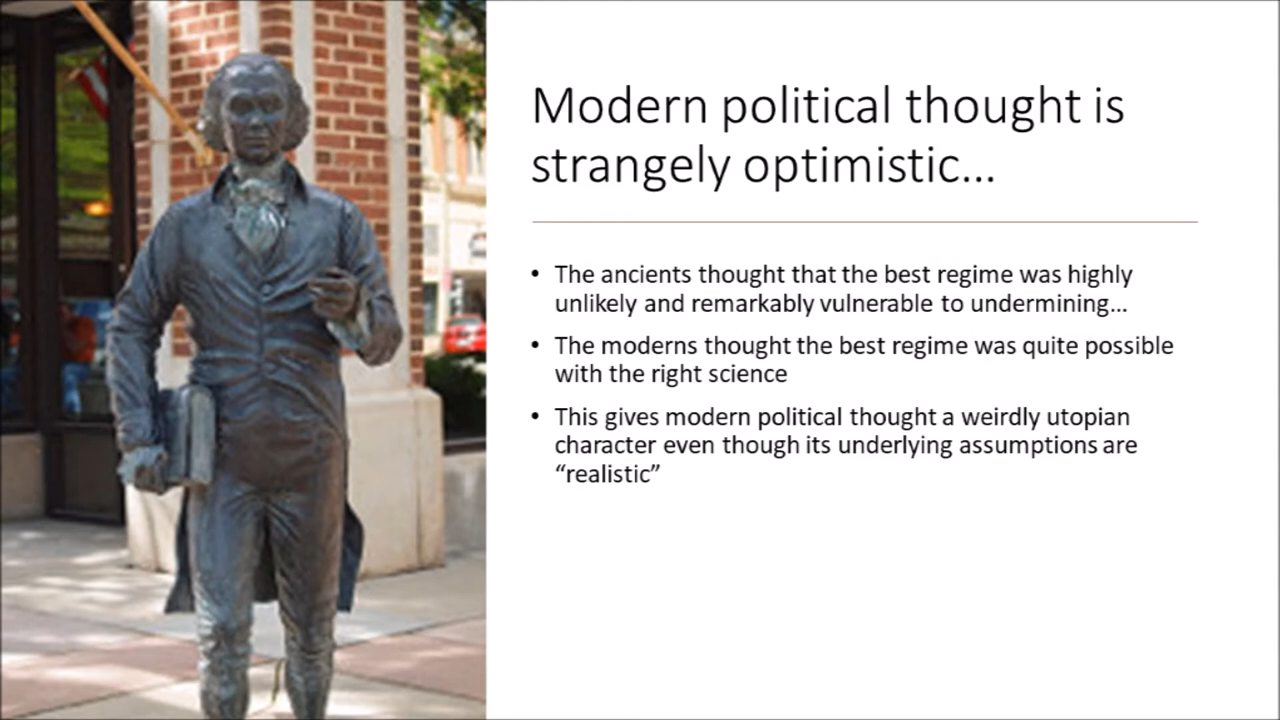 Modern political thought is
strangely optimistic...
• The ancients thought that the best regime was highly
unlikely and remarkably vulnerable to undermining...
• The moderns thought the best regime was quite possible
with the right science
• This gives modern political thought a weirdly utopian
character even though its underlying assumptions are
“realistic”